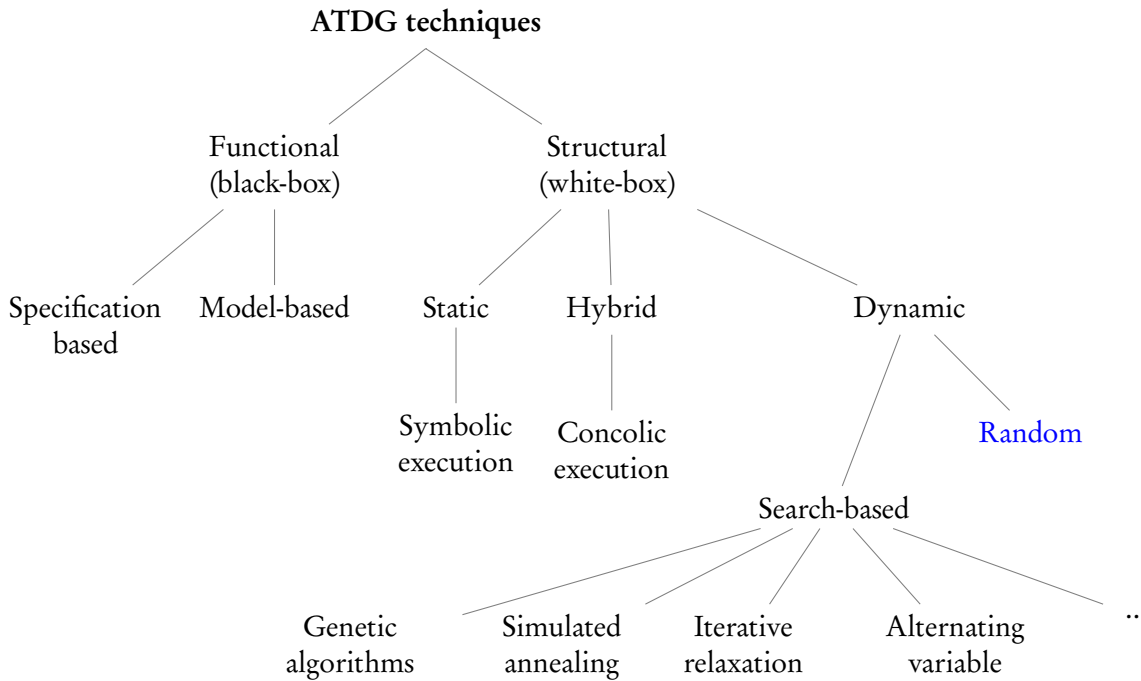 ATDG techniques
Functional
(black-box)
Structural
(white-box)
Specification
based
Model-based
Static
Hybrid
Dynamic
Symbolic
execution
Concolic
execution
Random
Search-based
Genetic
algorithms
Simulated
annealing
Iterative
relaxation
Alternating
variable
..